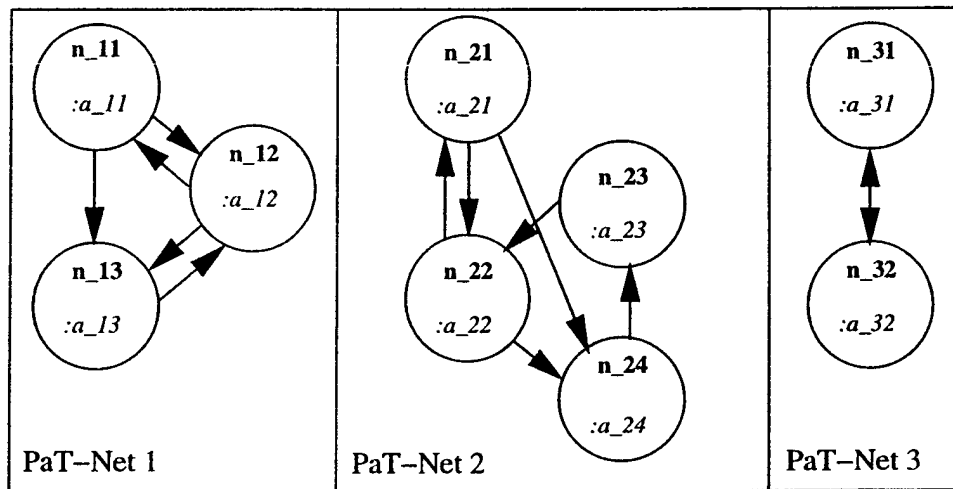 n_11
:a_11
n_12
:a_12
n_13
:a_13
PaT–Net 1
n_21
:a_21
n_23
:a_23
n_22
:a_22
n_24
:a_24
PaT–Net 2
n_31
:a_31
n_32
:a_32
PaT–Net 3